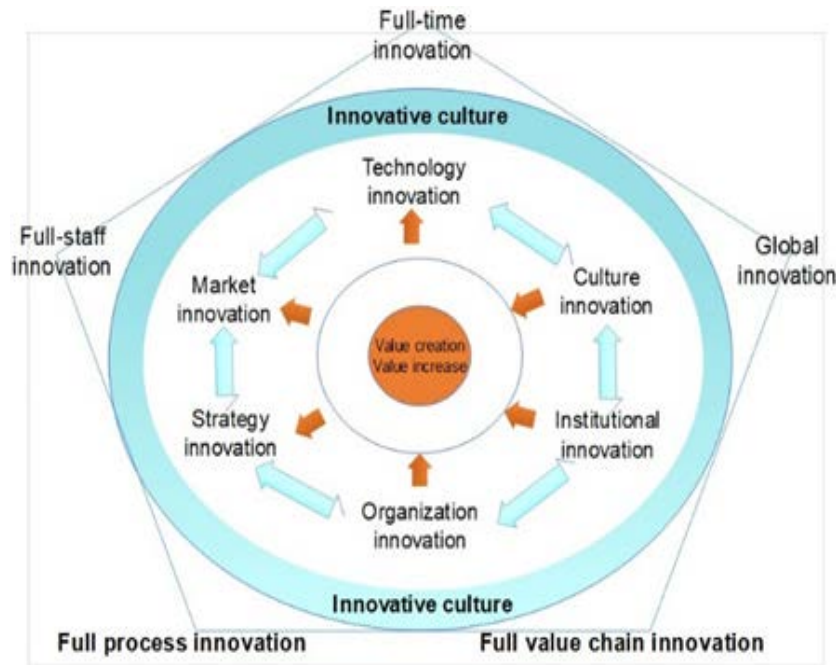 Full-time
innovation
Innovative culture
Technology
innovation
Full-staff
innovation
Global
innovation
Market
innovation
Culture
innovation
Value creation
Value increase
Strategy
innovation
Institutional
innovation
Organization
innovation
Innovative culture
Full process innovation
Full value chain innovation